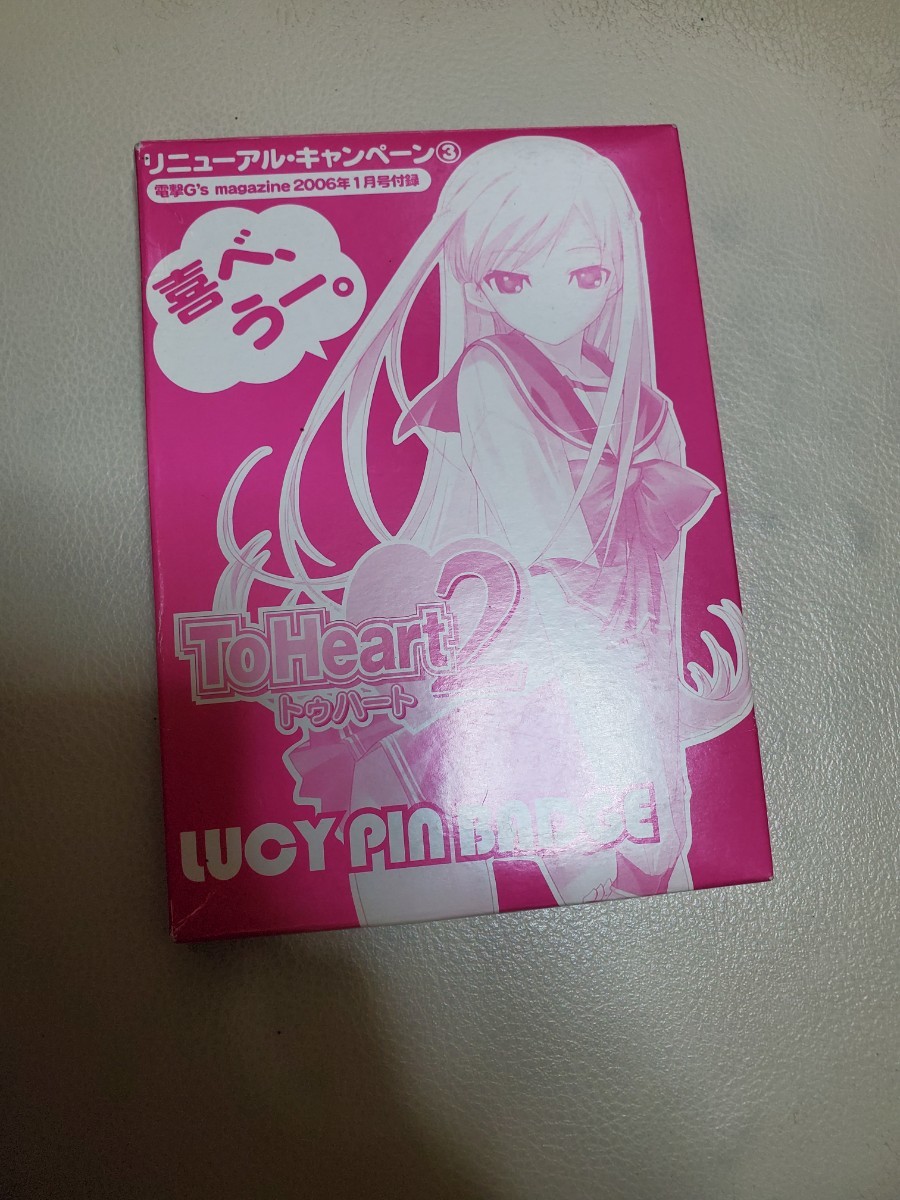 リニューアル・キャンペーン③
電撃G's magazine 2006年1月号付録
喜べ、
うー。
ToHeart2
トゥハート
LUCY PIN BADGE